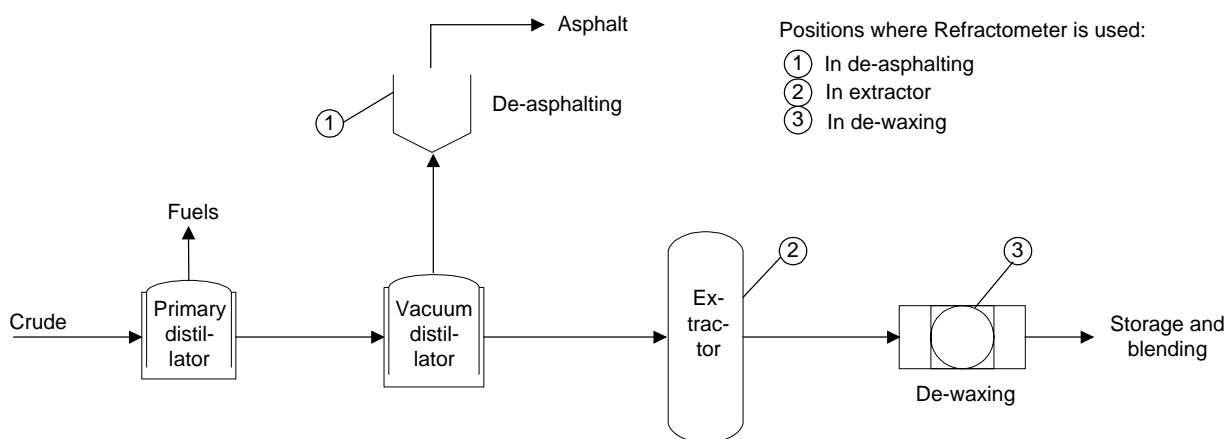 Asphalt
Positions where Refractometer is used:
1 In de-asphalting
2 In extractor
3 In de-waxing
De-asphalting
1
Fuels
2
3
Crude
Primary
distil-
lator
Vacuum
distil-
lator
Ex-
trac-
tor
Storage and
blending
De-waxing